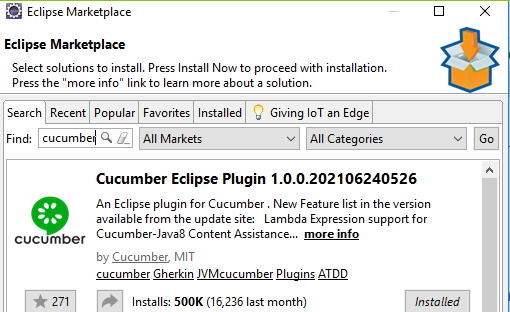 Eclipse Marketplace
Eclipse Marketplace
Select solutions to install. Press Install Now to proceed with installation.
Press the "more info" link to learn more about a solution.
Search Recent Popular Favorites Installed Giving IoT an Edge
Find: cucumber All Markets All Categories Go
Cucumber Eclipse Plugin 1.0.0.202106240526
An Eclipse plugin for Cucumber . New Feature list in the version
available from the update site: Lambda Expression support for
Cucumber-Java8 Content Assistance... more info
cucumber
by Cucumber, MIT
cucumber Gherkin JVMcucumber Plugins ATDD
271 Installs: 500K (16,236 last month) Installed